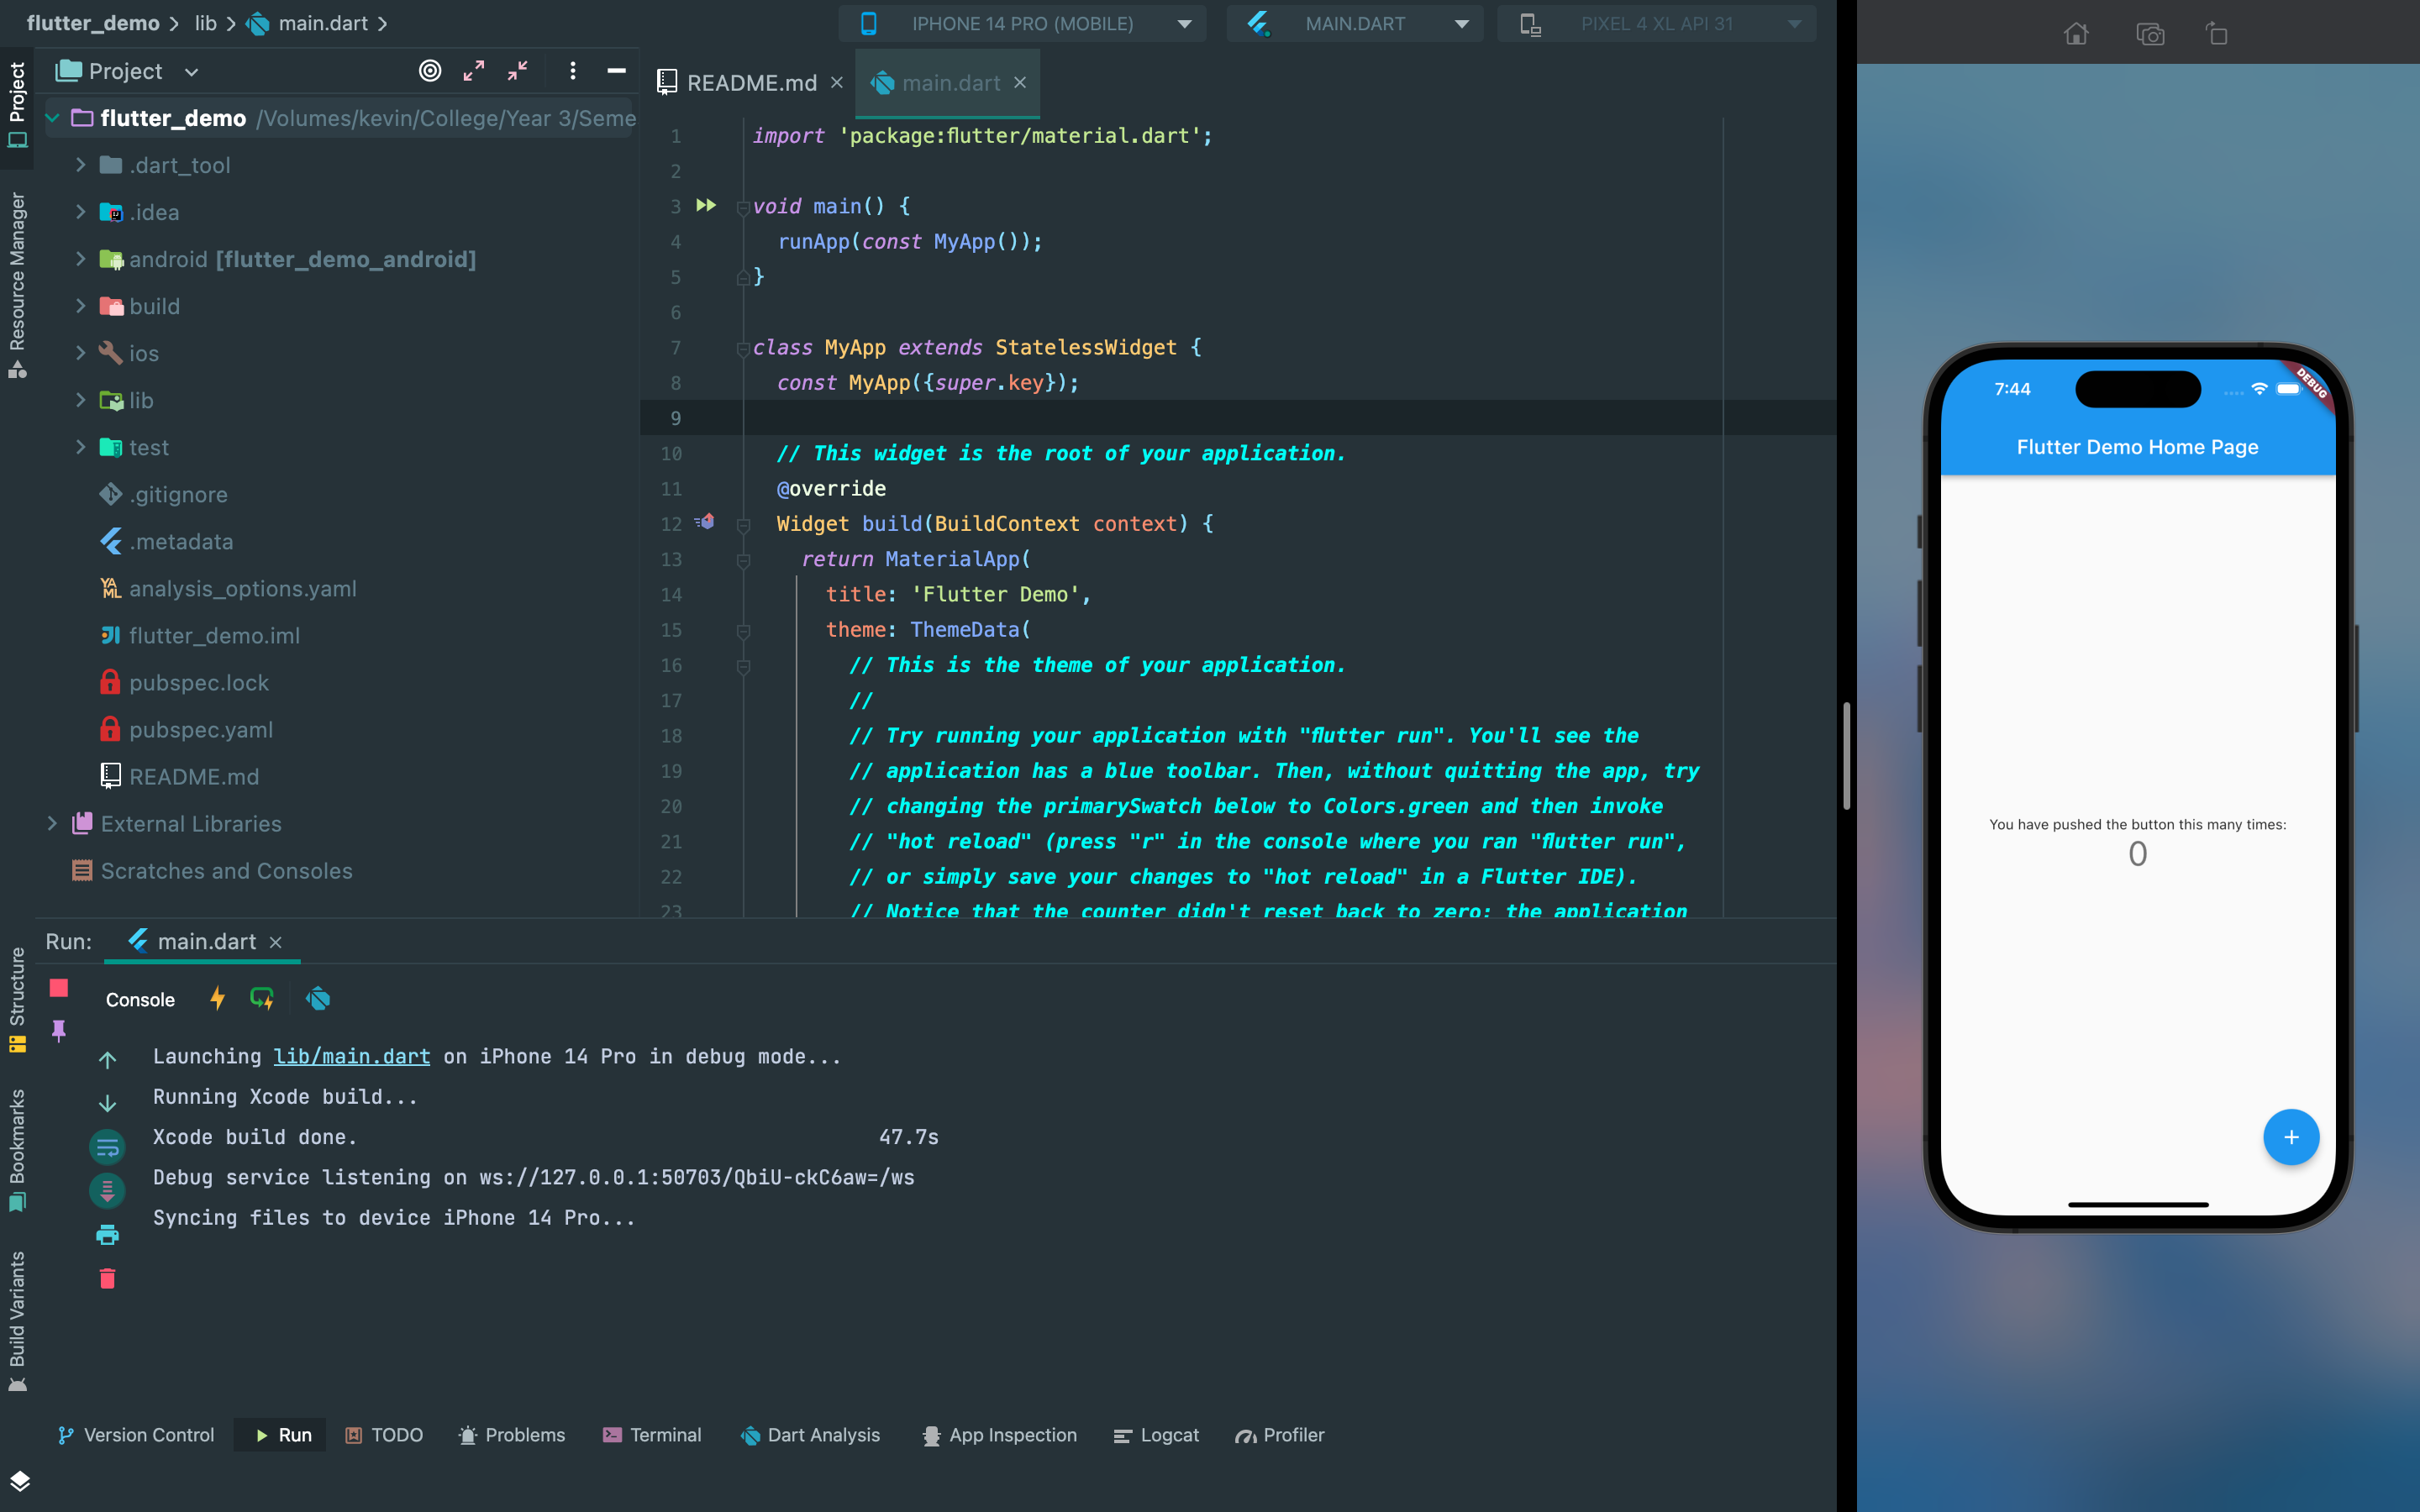 flutter_demo
lib
main.dart
IPHONE 14 PRO (MOBILE)
MAIN.DART
PIXEL 4 XL API 31
Project
Resource Manager
Structure
Bookmarks
Build Variants
Project
flutter_demo /Volumes/kevin/College/Year 3/Seme
.dart_tool
.idea
android [flutter_demo_android]
build
ios
lib
test
.gitignore
.metadata
analysis_options.yaml
flutter_demo.iml
pubspec.lock
pubspec.yaml
README.md
External Libraries
Scratches and Consoles
README.md
main.dart
1 import 'package:flutter/material.dart';
2
3 void main() {
4 runApp(const MyApp());
5 }
6
7 class MyApp extends StatelessWidget {
8 const MyApp({super.key});
9
10 // This widget is the root of your application.
11 @override
12 Widget build(BuildContext context) {
13 return MaterialApp(
14 title: 'Flutter Demo',
15 theme: ThemeData(
16 // This is the theme of your application.
17 //
18 // Try running your application with "flutter run". You'll see the
19 // application has a blue toolbar. Then, without quitting the app, try
20 // changing the primarySwatch below to Colors.green and then invoke
21 // "hot reload" (press "r" in the console where you ran "flutter run",
22 // or simply save your changes to "hot reload" in a Flutter IDE).
23 // Notice that the counter didn't reset back to zero; the application
Run:
main.dart
Console
Launching lib/main.dart on iPhone 14 Pro in debug mode...
Running Xcode build...
Xcode build done. 47.7s
Debug service listening on ws://127.0.0.1:50703/QbiU-ckC6aw=/ws
Syncing files to device iPhone 14 Pro...
Version Control
Run
TODO
Problems
Terminal
Dart Analysis
App Inspection
Logcat
Profiler
7:44
DEBUG
Flutter Demo Home Page
You have pushed the button this many times:
0
+